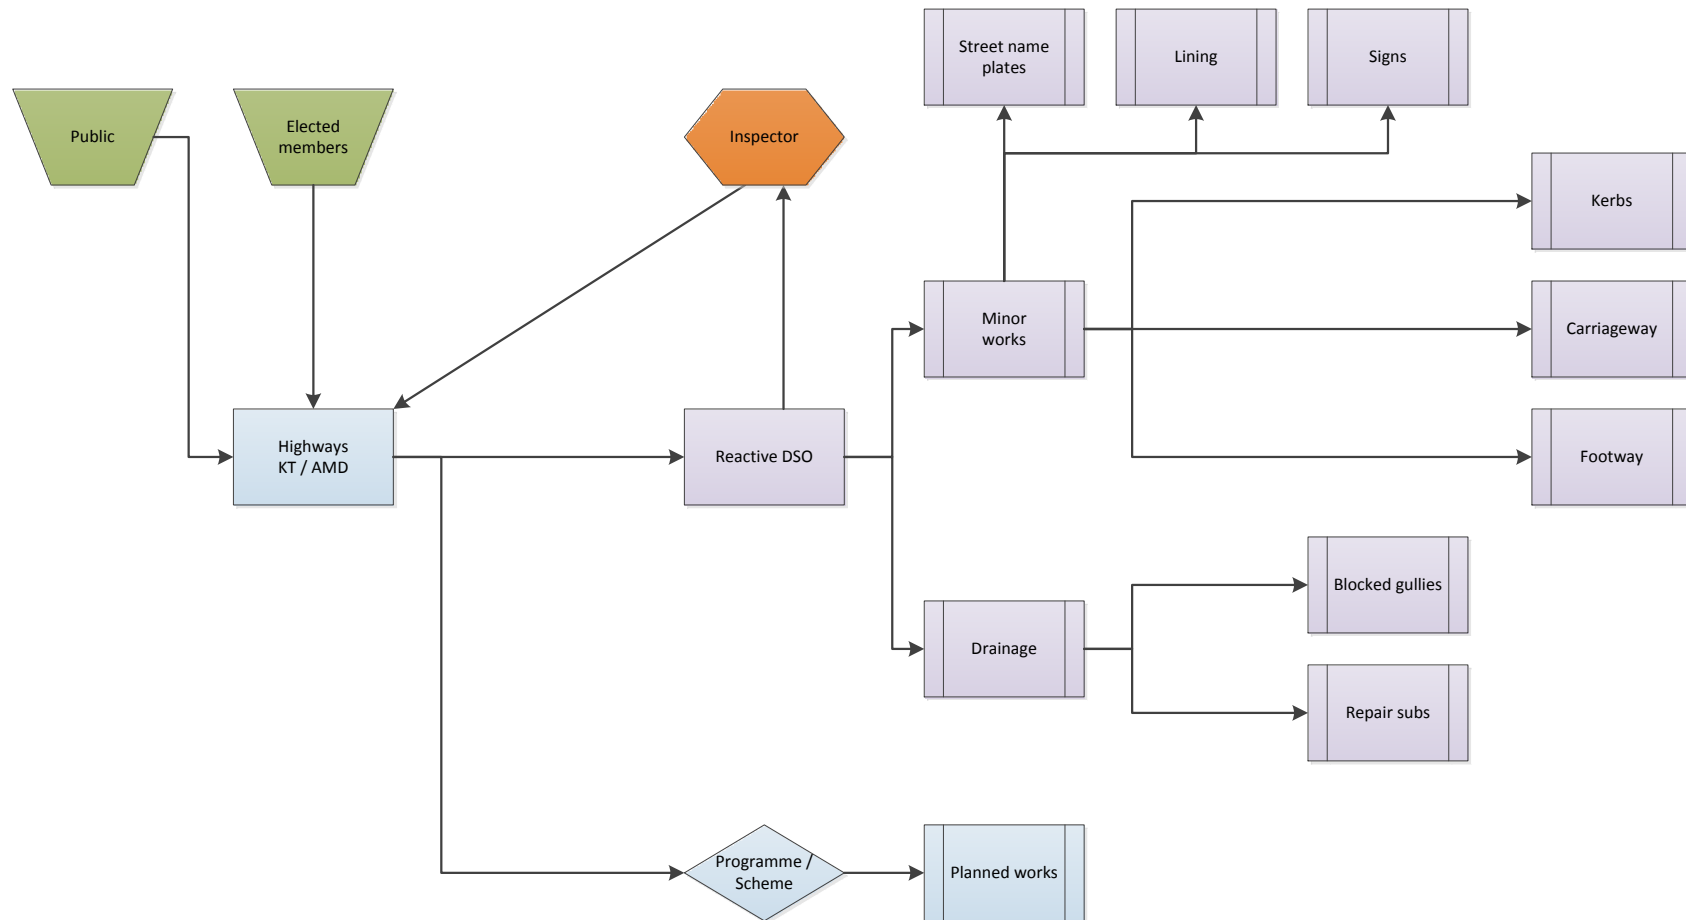 Street name
plates
Lining
Signs
Public
Elected
members
Inspector
Kerbs
Minor
works
Carriageway
Highways
KT / AMD
Reactive DSO
Footway
Blocked gullies
Drainage
Repair subs
Programme /
Scheme
Planned works